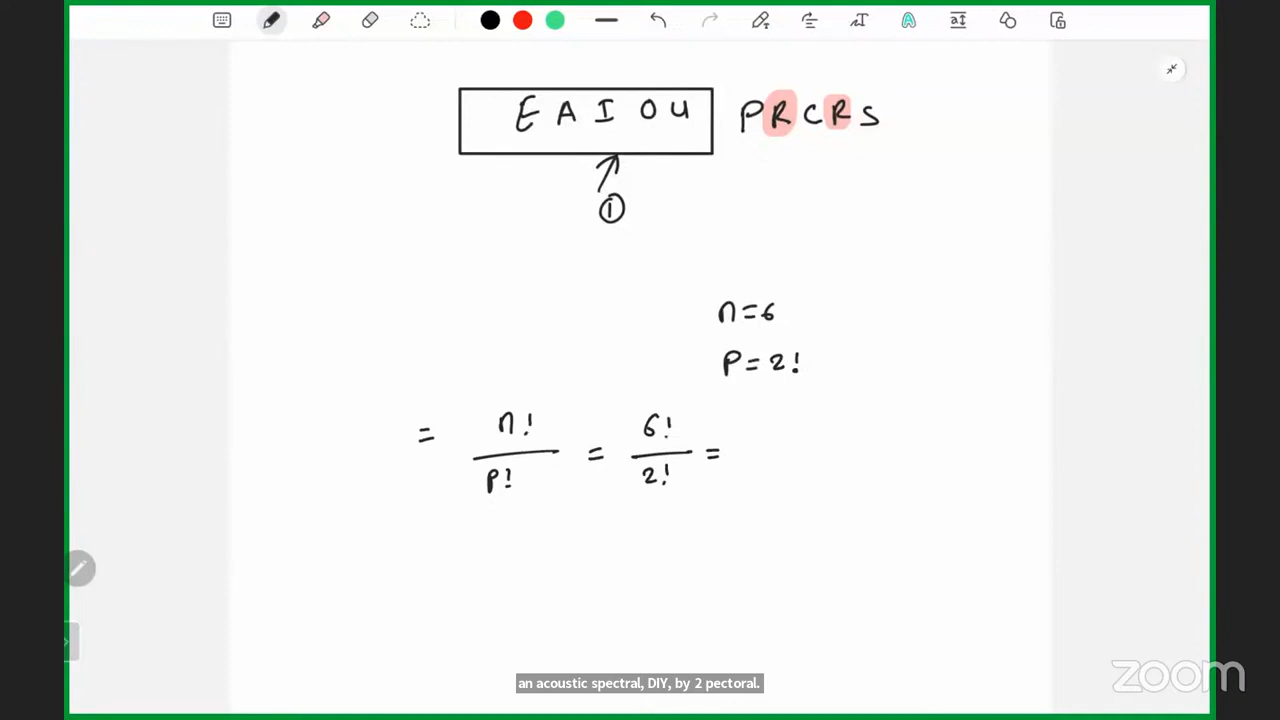 E A I O U P R C R S
①
n = 6
P = 2!
= n! / p! = 6! / 2! =
an acoustic spectral, DIY, by 2 pectoral.
zoom